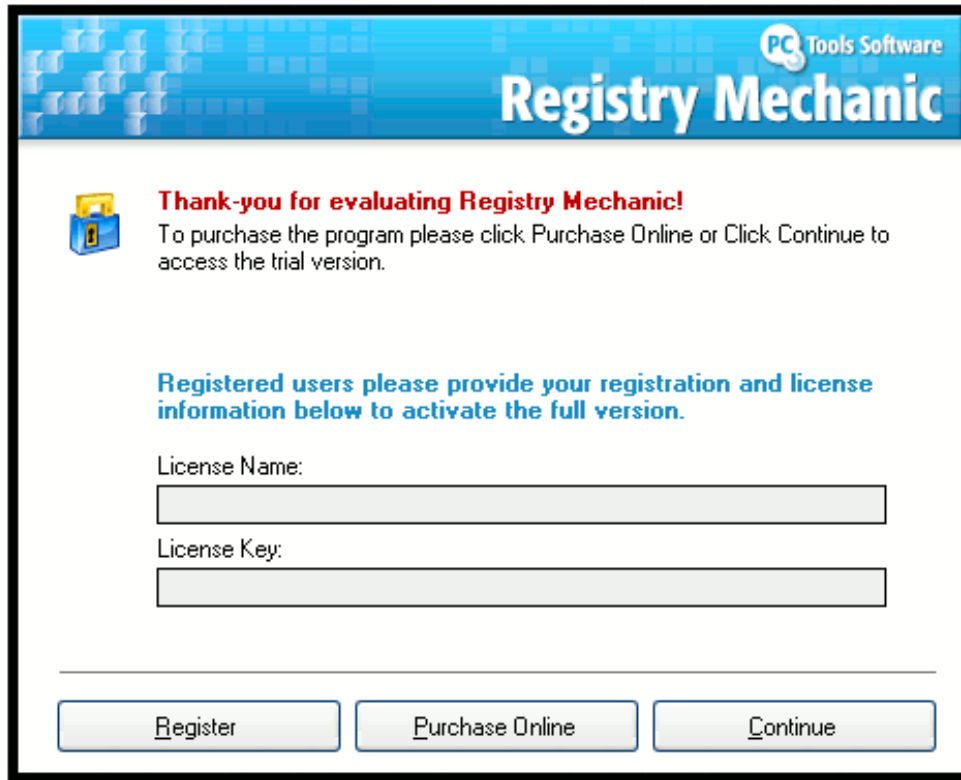 PC Tools Software
Registry Mechanic
Thank-you for evaluating Registry Mechanic!
To purchase the program please click Purchase Online or Click Continue to
access the trial version.
Registered users please provide your registration and license
information below to activate the full version.
License Name:
License Key:
Register
Purchase Online
Continue